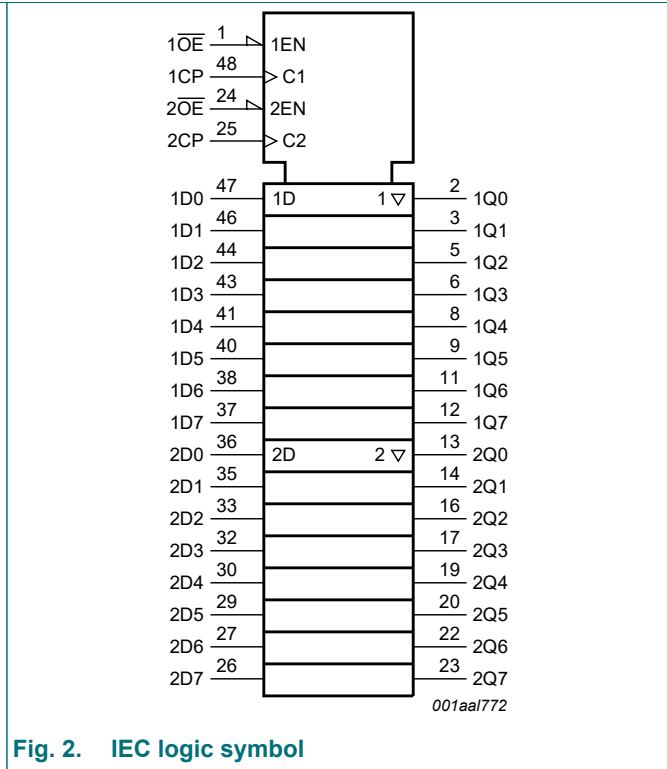 1O̅E̅ 1 1EN
1CP 48 C1
2O̅E̅ 24 2EN
2CP 25 C2
1D0 47 1D 1 ▽ 2 1Q0
1D1 46 3 1Q1
1D2 44 5 1Q2
1D3 43 6 1Q3
1D4 41 8 1Q4
1D5 40 9 1Q5
1D6 38 11 1Q6
1D7 37 12 1Q7
2D0 36 2D 2 ▽ 13 2Q0
2D1 35 14 2Q1
2D2 33 16 2Q2
2D3 32 17 2Q3
2D4 30 19 2Q4
2D5 29 20 2Q5
2D6 27 22 2Q6
2D7 26 23 2Q7
001aal772
Fig. 2. IEC logic symbol